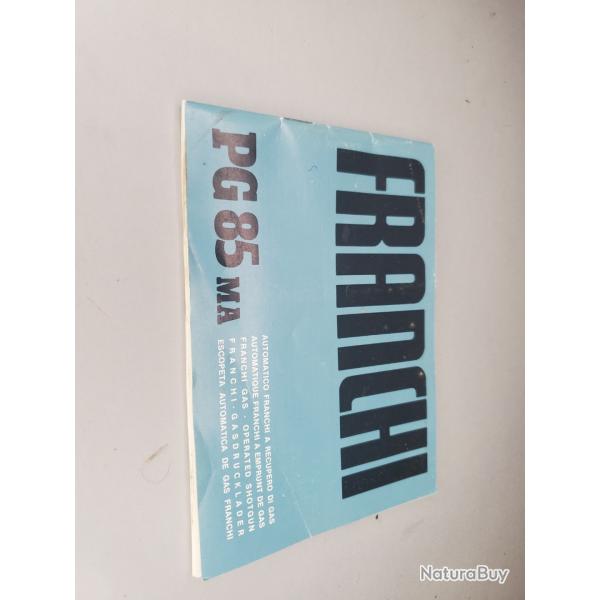 FRANCHI
PG 85 MA
AUTOMATICO FRANCHI A RECUPERO DI GAS
AUTOMATIQUE FRANCHI A EMPRUNT DE GAS
FRANCHI GAS - OPERATED SHOTGUN
FRANCHI - GASDRUCKLADER
ESCOPETA AUTOMATICA DE GAS FRANCHI
NaturaBuy